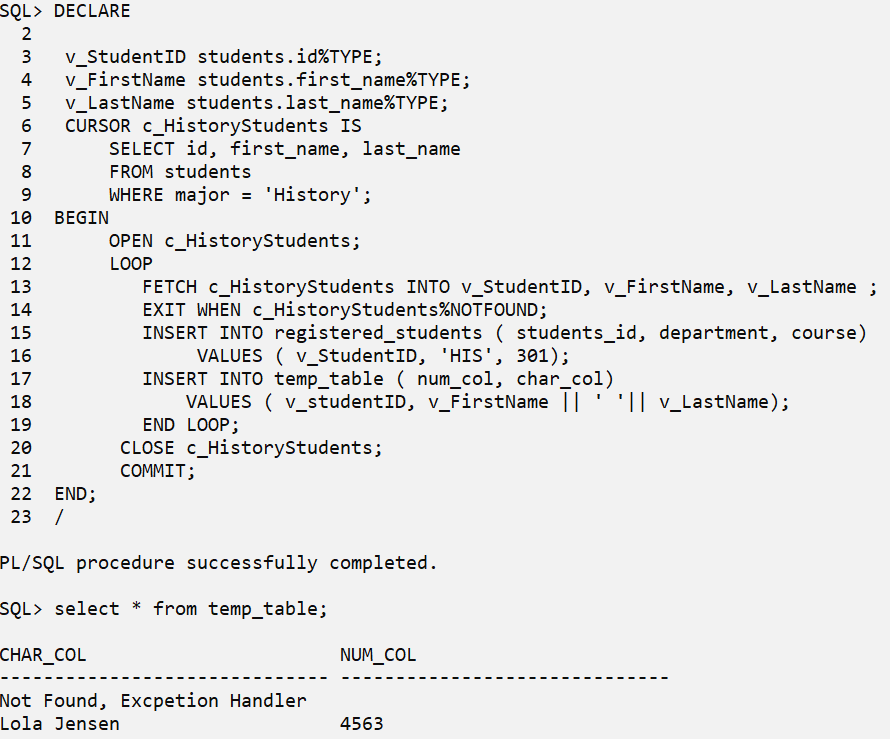 SQL> DECLARE
  2
  3   v_StudentID students.id%TYPE;
  4   v_FirstName students.first_name%TYPE;
  5   v_LastName students.last_name%TYPE;
  6   CURSOR c_HistoryStudents IS
  7       SELECT id, first_name, last_name
  8       FROM students
  9       WHERE major = 'History';
 10  BEGIN
 11       OPEN c_HistoryStudents;
 12       LOOP
 13          FETCH c_HistoryStudents INTO v_StudentID, v_FirstName, v_LastName ;
 14          EXIT WHEN c_HistoryStudents%NOTFOUND;
 15          INSERT INTO registered_students ( students_id, department, course)
 16               VALUES ( v_StudentID, 'HIS', 301);
 17          INSERT INTO temp_table ( num_col, char_col)
 18              VALUES ( v_studentID, v_FirstName || ' '|| v_LastName);
 19          END LOOP;
 20        CLOSE c_HistoryStudents;
 21        COMMIT;
 22  END;
 23  /
PL/SQL procedure successfully completed.
SQL> select * from temp_table;
CHAR_COL                       NUM_COL
------------------------------ ------------------------------
Not Found, Excpetion Handler
Lola Jensen                    4563